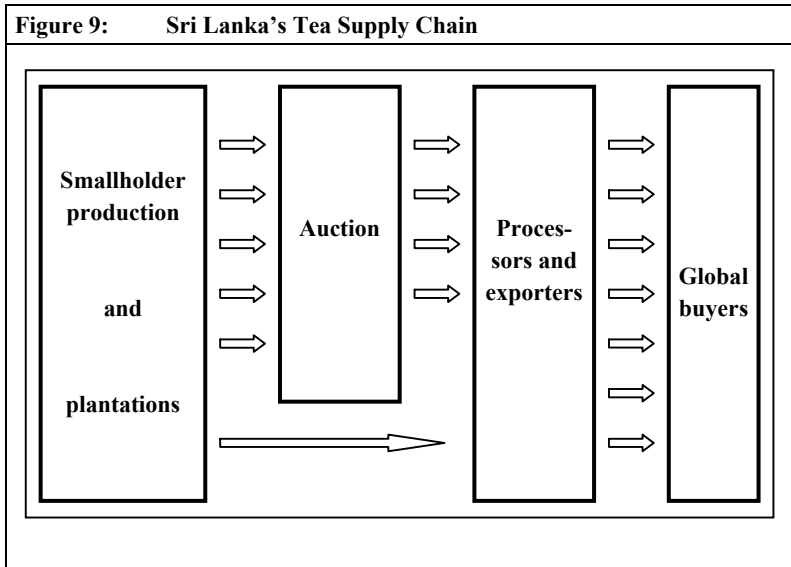 Figure 9: Sri Lanka’s Tea Supply Chain
Smallholder
production
and
plantations
Auction
Proces-
sors and
exporters
Global
buyers